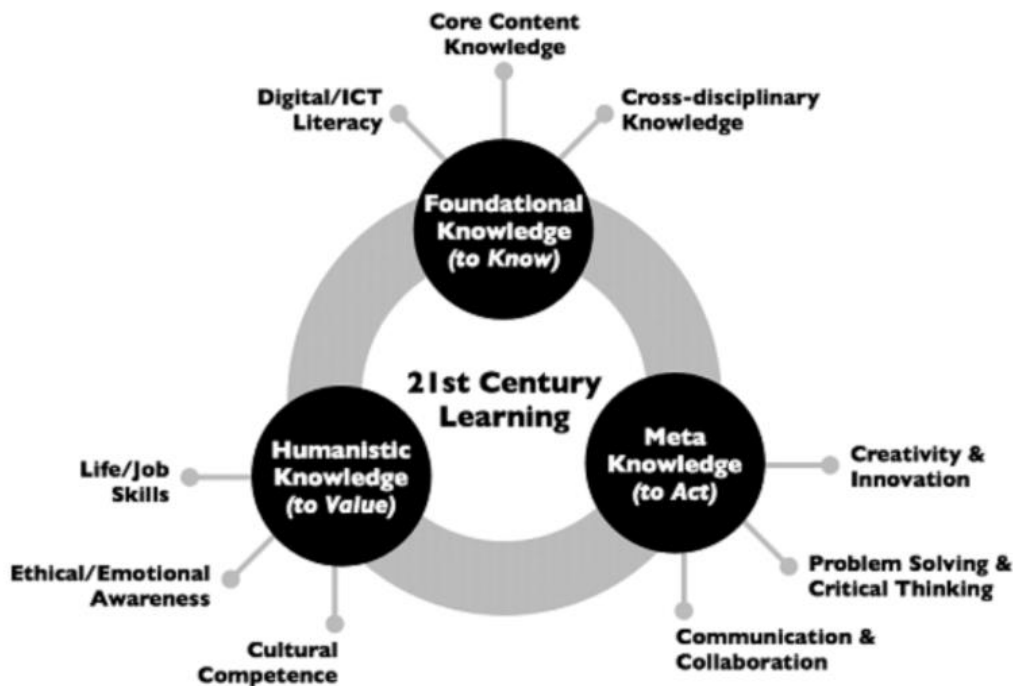 Core Content
Knowledge
Digital/ICT
Literacy
Cross-disciplinary
Knowledge
Foundational
Knowledge
(to Know)
21st Century
Learning
Humanistic
Knowledge
(to Value)
Meta
Knowledge
(to Act)
Life/Job
Skills
Ethical/Emotional
Awareness
Cultural
Competence
Creativity &
Innovation
Problem Solving &
Critical Thinking
Communication &
Collaboration